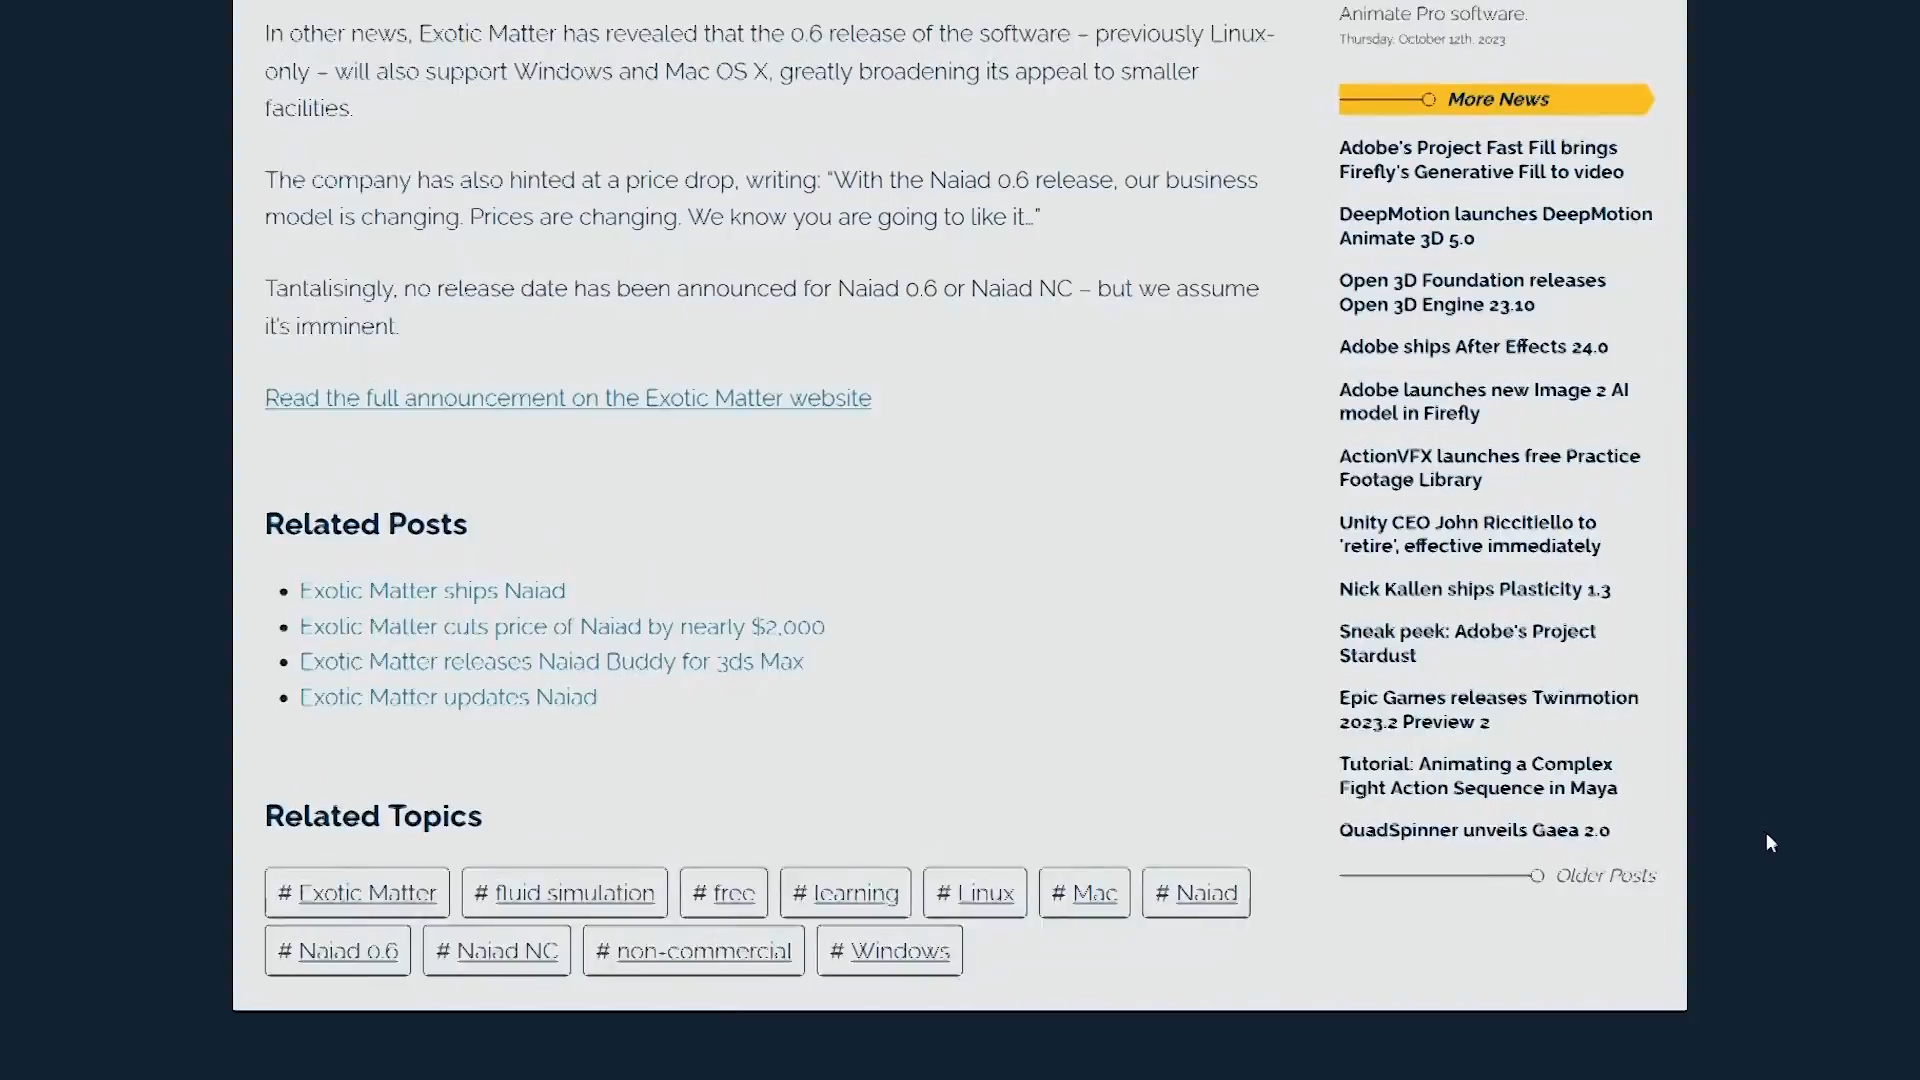 In other news, Exotic Matter has revealed that the 0.6 release of the software – previously Linux-
only – will also support Windows and Mac OS X, greatly broadening its appeal to smaller
facilities.
The company has also hinted at a price drop, writing: “With the Naiad 0.6 release, our business
model is changing. Prices are changing. We know you are going to like it…”
Tantalisingly, no release date has been announced for Naiad 0.6 or Naiad NC – but we assume
it’s imminent.
Read the full announcement on the Exotic Matter website
Related Posts
• Exotic Matter ships Naiad
• Exotic Matter cuts price of Naiad by nearly $2,000
• Exotic Matter releases Naiad Buddy for 3ds Max
• Exotic Matter updates Naiad
Related Topics
# Exotic Matter # fluid simulation # free # learning # Linux # Mac # Naiad
# Naiad 0.6 # Naiad NC # non-commercial # Windows
Animate Pro software.
Thursday, October 12th, 2023
More News
Adobe's Project Fast Fill brings
Firefly's Generative Fill to video
DeepMotion launches DeepMotion
Animate 3D 5.0
Open 3D Foundation releases
Open 3D Engine 23.10
Adobe ships After Effects 24.0
Adobe launches new Image 2 AI
model in Firefly
ActionVFX launches free Practice
Footage Library
Unity CEO John Riccitiello to
'retire', effective immediately
Nick Kallen ships Plasticity 1.3
Sneak peek: Adobe's Project
Stardust
Epic Games releases Twinmotion
2023.2 Preview 2
Tutorial: Animating a Complex
Fight Action Sequence in Maya
QuadSpinner unveils Gaea 2.0
Older Posts